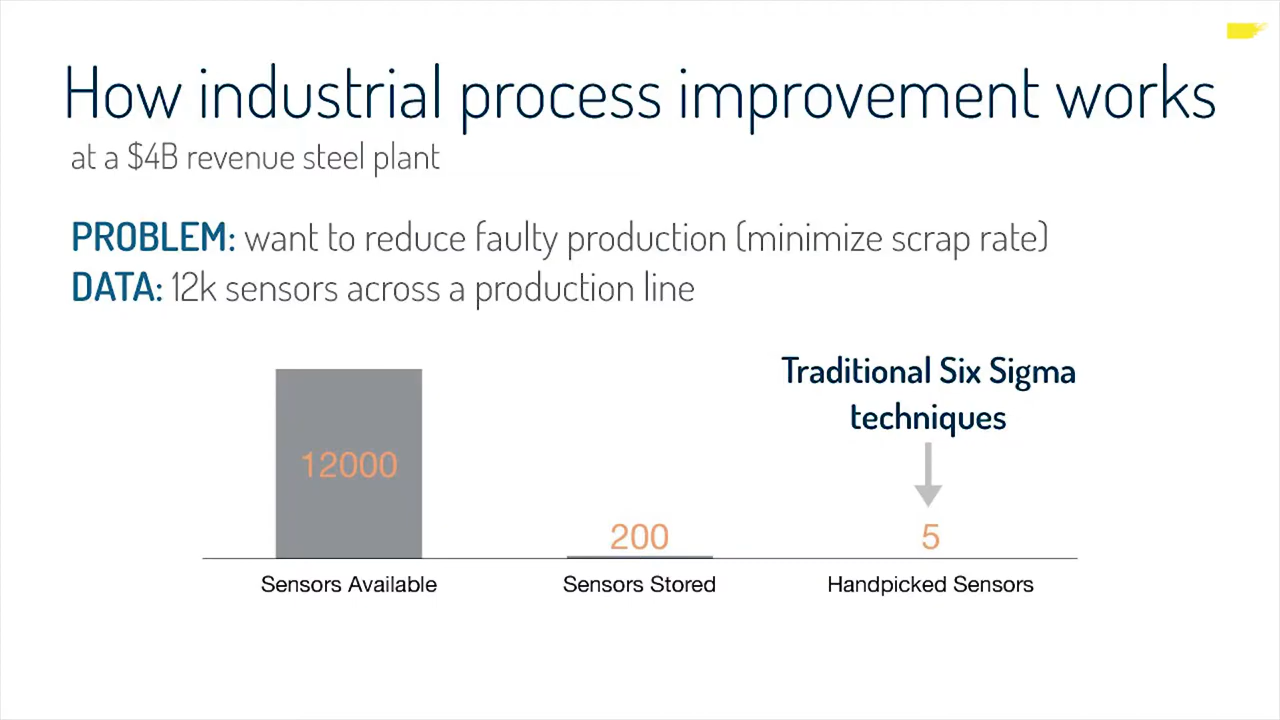 How industrial process improvement works
at a $4B revenue steel plant
PROBLEM: want to reduce faulty production (minimize scrap rate)
DATA: 12k sensors across a production line
Traditional Six Sigma
techniques
12000
200
5
Sensors Available
Sensors Stored
Handpicked Sensors